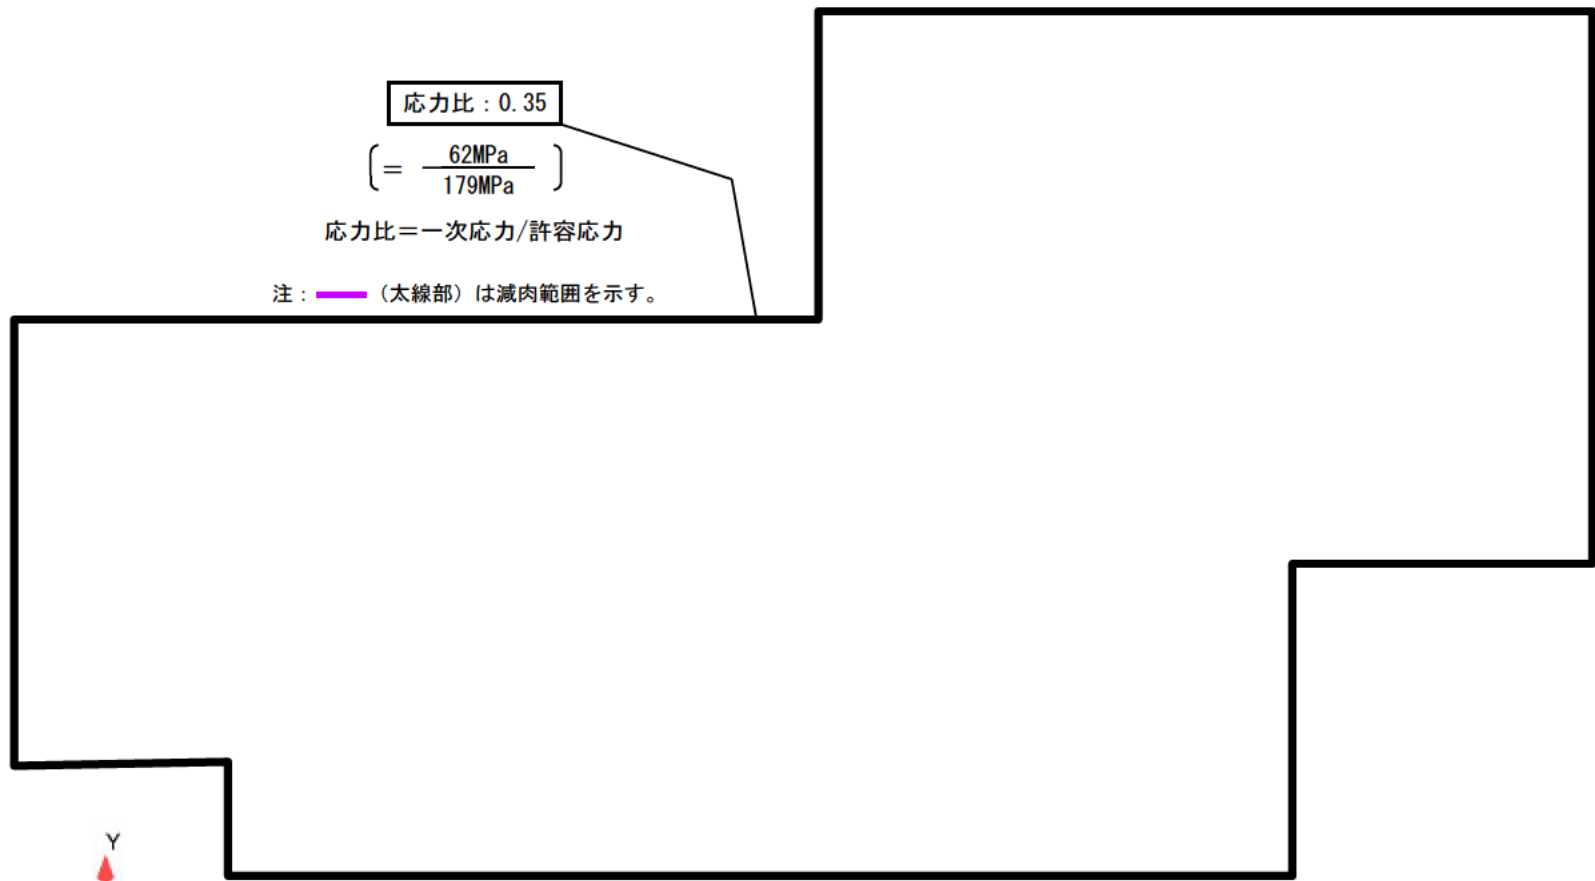 応力比：0.35
(= 62MPa
179MPa )
応力比＝一次応力/許容応力
注：（太線部）は減肉範囲を示す。
Y